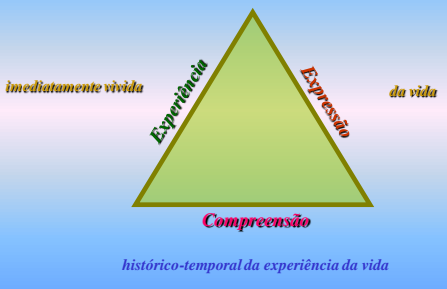 Experiência
Expressão
imediatamente vivida
da vida
Compreensão
histórico-temporal da experiência da vida